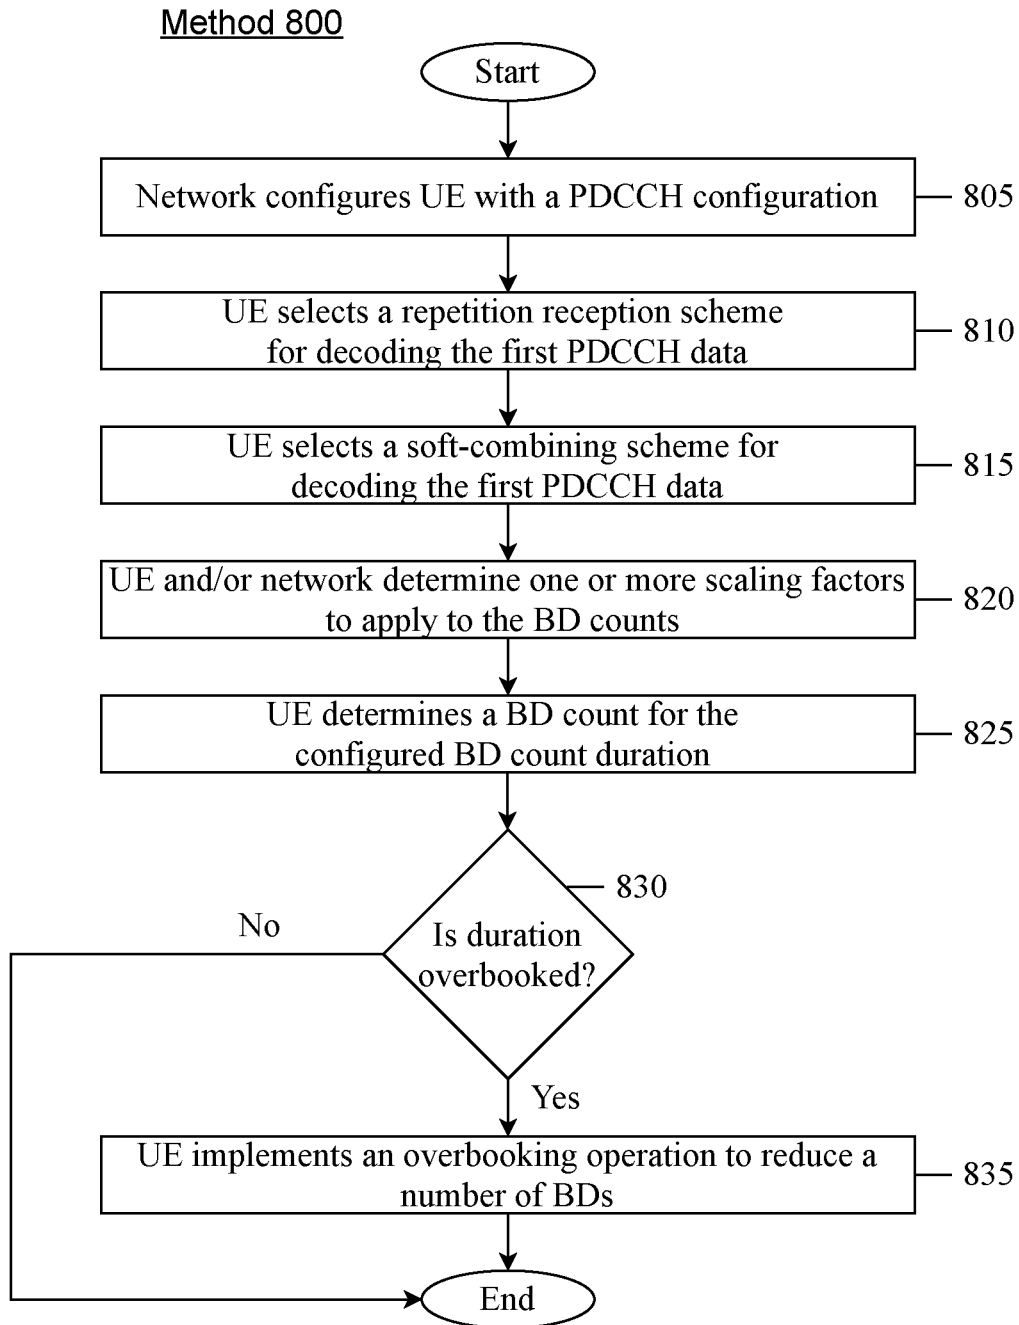 Method 800
Start
Network configures UE with a PDCCH configuration
805
UE selects a repetition reception scheme
for decoding the first PDCCH data
810
UE selects a soft-combining scheme for
decoding the first PDCCH data
815
UE and/or network determine one or more scaling factors
to apply to the BD counts
820
UE determines a BD count for the
configured BD count duration
825
830
Is duration
overbooked?
No
Yes
UE implements an overbooking operation to reduce a
number of BDs
835
End